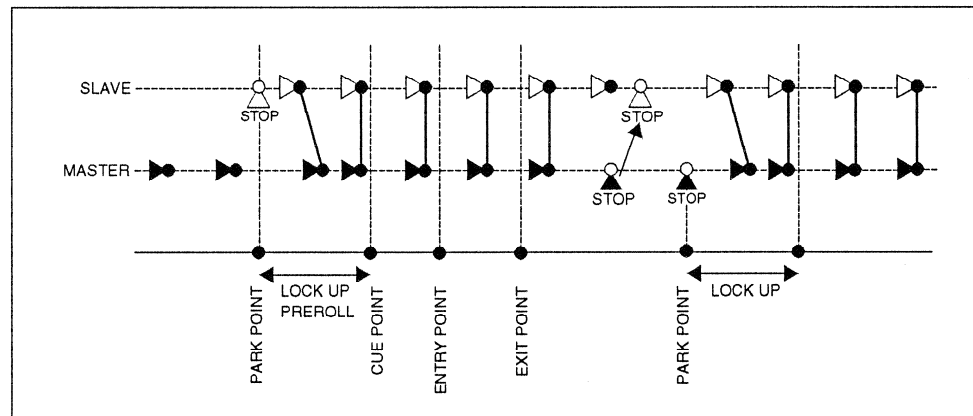 SLAVE
STOP
STOP
MASTER
STOP
STOP
LOCK UP
PREROLL
LOCK UP
PARK POINT
CUE POINT
ENTRY POINT
EXIT POINT
PARK POINT